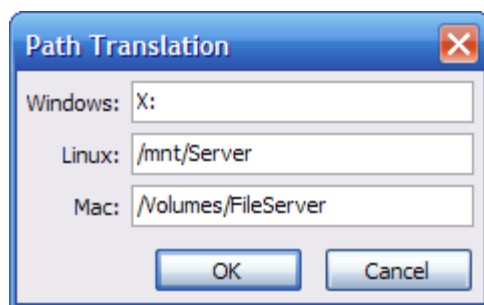 Path Translation
Windows: X:
Linux: /mnt/Server
Mac: /Volumes/FileServer
OK Cancel